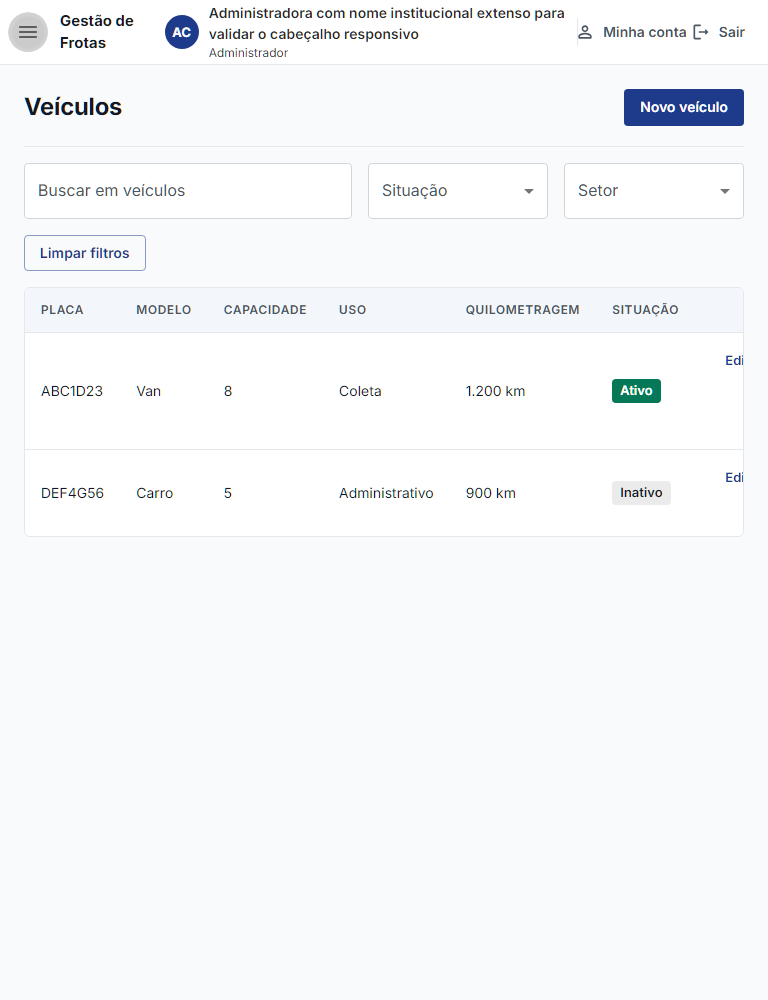 Gestão de
Frotas
AC
Administradora com nome institucional extenso para
validar o cabeçalho responsivo
Administrador
Minha conta
Sair
Veículos
Novo veículo
Buscar em veículos
Situação
Setor
Limpar filtros
PLACA MODELO CAPACIDADE USO QUILOMETRAGEM SITUAÇÃO
Edi
ABC1D23 Van 8 Coleta 1.200 km Ativo
Edi
DEF4G56 Carro 5 Administrativo 900 km Inativo